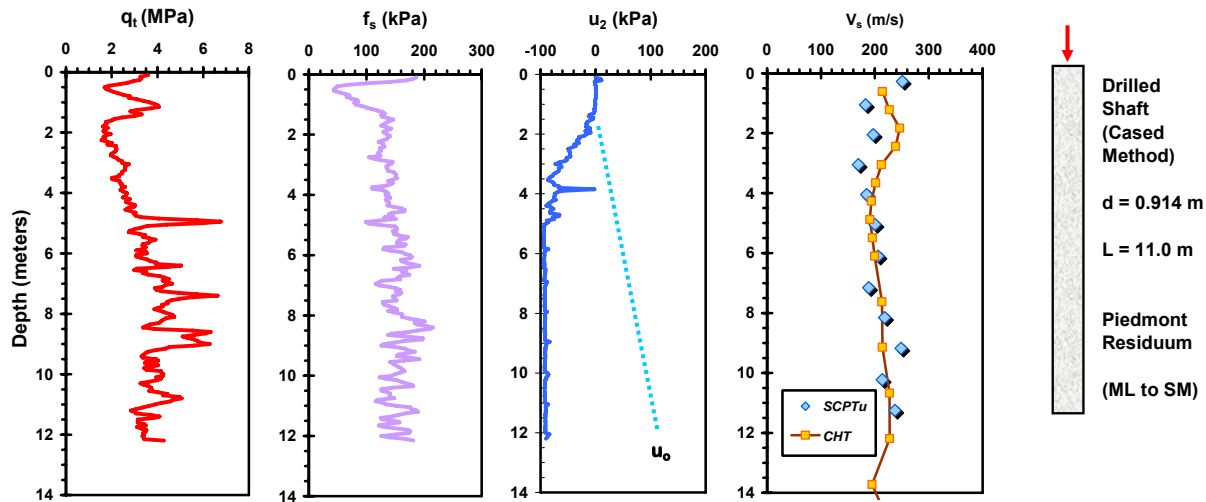 qt (MPa)
0 2 4 6 8
fs (kPa)
0 100 200 300
u2 (kPa)
-100 0 100 200
Vs (m/s)
0 100 200 300 400
Depth (meters)
0
2
4
6
8
10
12
14
0
2
4
6
8
10
12
14
0
2
4
6
8
10
12
14
uo
0
2
4
6
8
10
12
14
SCPTu
CHT
Drilled
Shaft
(Cased
Method)
d = 0.914 m
L = 11.0 m
Piedmont
Residuum
(ML to SM)